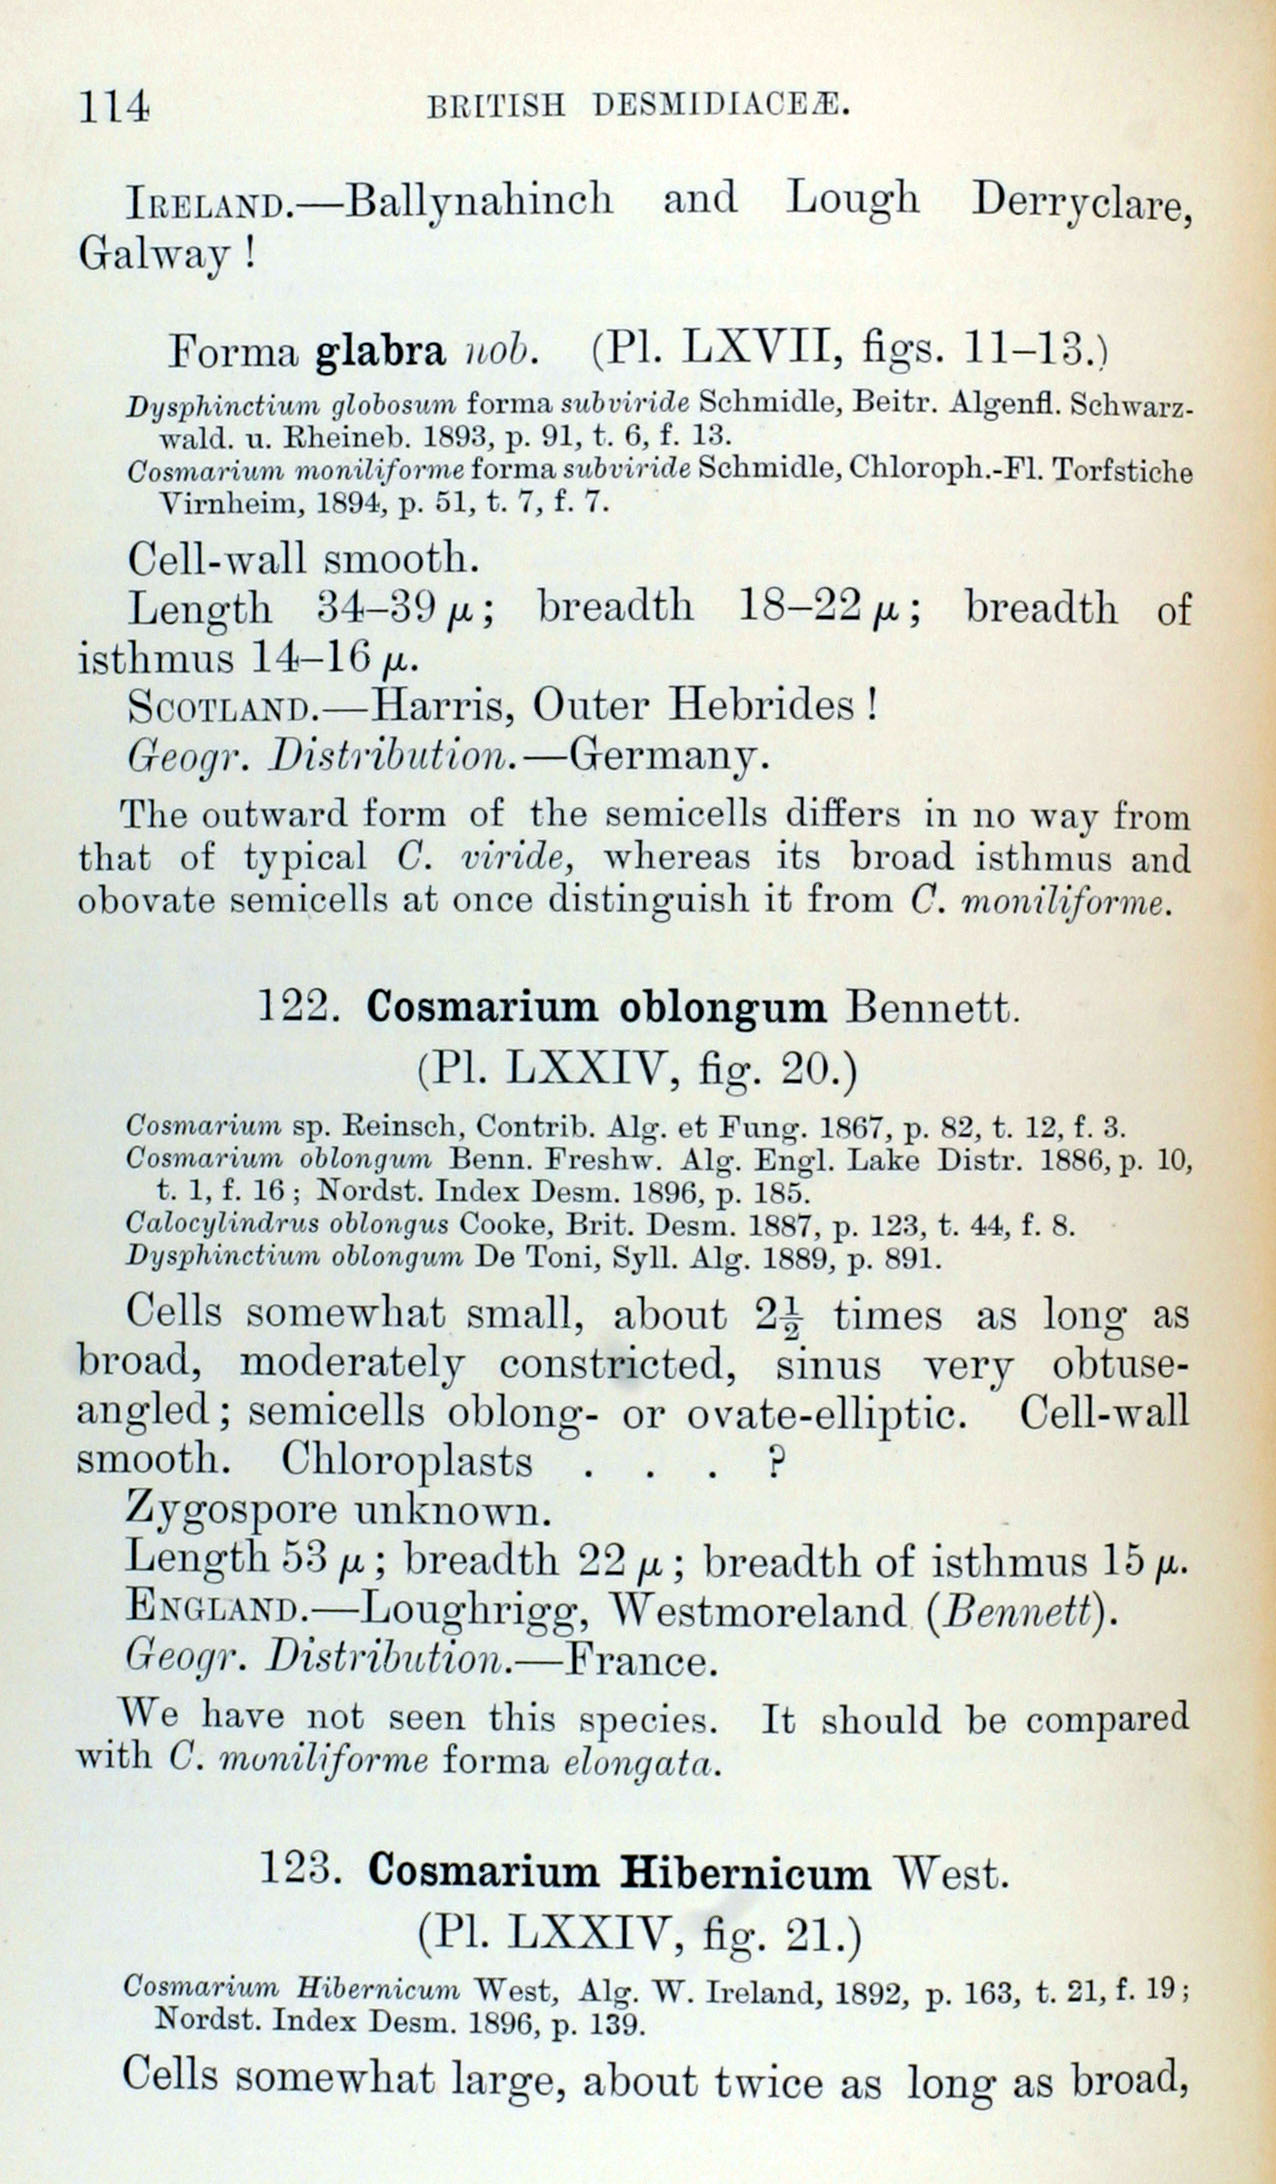 114 BRITISH DESMIDIACEÆ.
IRELAND.—Ballynahinch and Lough Derryclare,
Galway !
Forma glabra nob. (Pl. LXVII, figs. 11–13.)
Dysphinctium globosum forma subviride Schmidle, Beitr. Algenfl. Schwarz-
wald. u. Rheineb. 1893, p. 91, t. 6, f. 13.
Cosmarium moniliforme forma subviride Schmidle, Chloroph.-Fl. Torfstiche
Virnheim, 1894, p. 51, t. 7, f. 7.
Cell-wall smooth.
Length 34–39 μ; breadth 18–22 μ; breadth of
isthmus 14–16 μ.
SCOTLAND.—Harris, Outer Hebrides !
Geogr. Distribution.—Germany.
The outward form of the semicells differs in no way from
that of typical C. viride, whereas its broad isthmus and
obovate semicells at once distinguish it from C. moniliforme.
122. Cosmarium oblongum Bennett.
(Pl. LXXIV, fig. 20.)
Cosmarium sp. Reinsch, Contrib. Alg. et Fung. 1867, p. 82, t. 12, f. 3.
Cosmarium oblongum Benn. Freshw. Alg. Engl. Lake Distr. 1886, p. 10,
t. 1, f. 16 ; Nordst. Index Desm. 1896, p. 185.
Calocylindrus oblongus Cooke, Brit. Desm. 1887, p. 123, t. 44, f. 8.
Dysphinctium oblongum De Toni, Syll. Alg. 1889, p. 891.
Cells somewhat small, about 2½ times as long as
broad, moderately constricted, sinus very obtuse-
angled ; semicells oblong- or ovate-elliptic. Cell-wall
smooth. Chloroplasts . . . ?
Zygospore unknown.
Length 53 μ ; breadth 22 μ ; breadth of isthmus 15 μ.
ENGLAND.—Loughrigg, Westmoreland (Bennett).
Geogr. Distribution.—France.
We have not seen this species. It should be compared
with C. moniliforme forma elongata.
123. Cosmarium Hibernicum West.
(Pl. LXXIV, fig. 21.)
Cosmarium Hibernicum West, Alg. W. Ireland, 1892, p. 163, t. 21, f. 19 ;
Nordst. Index Desm. 1896, p. 139.
Cells somewhat large, about twice as long as broad,